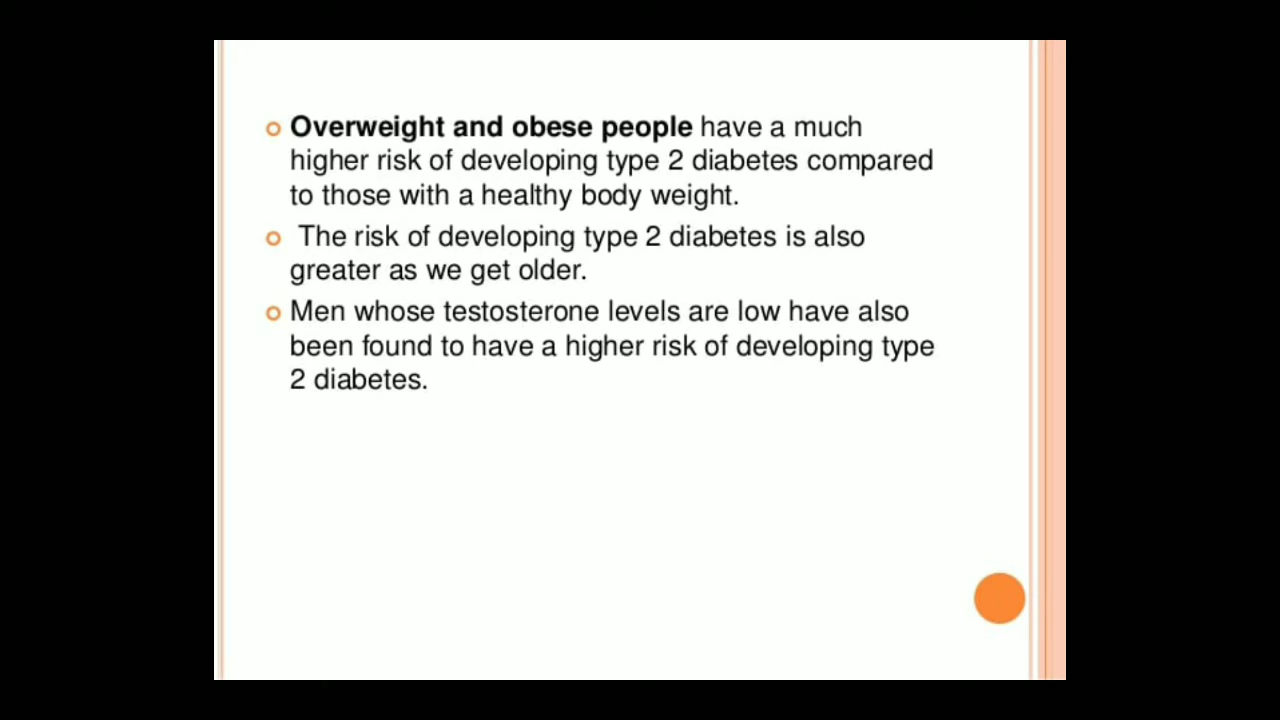 Overweight and obese people have a much
higher risk of developing type 2 diabetes compared
to those with a healthy body weight.
The risk of developing type 2 diabetes is also
greater as we get older.
Men whose testosterone levels are low have also
been found to have a higher risk of developing type
2 diabetes.